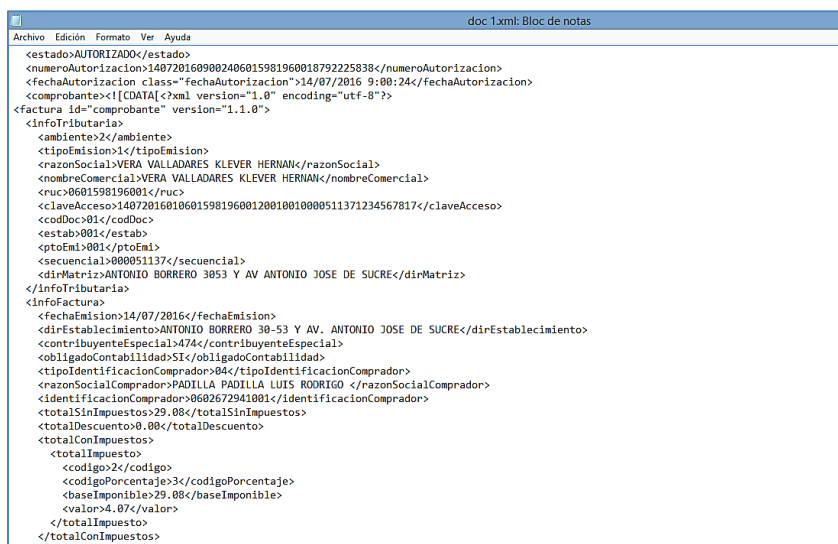 doc 1.xml: Bloc de notas
Archivo Edición Formato Ver Ayuda
<estado>AUTORIZADO</estado>
<numeroAutorizacion>1407201609002406015981960018792225838</numeroAutorizacion>
<fechaAutorizacion class="fechaAutorizacion">14/07/2016 9:00:24</fechaAutorizacion>
<comprobante><![CDATA[<?xml version="1.0" encoding="utf-8"?>
<factura id="comprobante" version="1.1.0">
<infoTributaria>
<ambiente>2</ambiente>
<tipoEmision>1</tipoEmision>
<razonSocial>VERA VALLADARES KLEVER HERNAN</razonSocial>
<nombreComercial>VERA VALLADARES KLEVER HERNAN</nombreComercial>
<ruc>0601598196001</ruc>
<claveAcceso>1407201601060159819600120010010000511371234567817</claveAcceso>
<codDoc>01</codDoc>
<estab>001</estab>
<ptoEmi>001</ptoEmi>
<secuencial>000051137</secuencial>
<dirMatriz>ANTONIO BORRERO 3053 Y AV ANTONIO JOSE DE SUCRE</dirMatriz>
</infoTributaria>
<infoFactura>
<fechaEmision>14/07/2016</fechaEmision>
<dirEstablecimiento>ANTONIO BORRERO 30-53 Y AV. ANTONIO JOSE DE SUCRE</dirEstablecimiento>
<contribuyenteEspecial>474</contribuyenteEspecial>
<obligadoContabilidad>SI</obligadoContabilidad>
<tipoIdentificacionComprador>04</tipoIdentificacionComprador>
<razonSocialComprador>PADILLA PADILLA LUIS RODRIGO </razonSocialComprador>
<identificacionComprador>0602672941001</identificacionComprador>
<totalSinImpuestos>29.08</totalSinImpuestos>
<totalDescuento>0.00</totalDescuento>
<totalConImpuestos>
<totalImpuesto>
<codigo>2</codigo>
<codigoPorcentaje>3</codigoPorcentaje>
<baseImponible>29.08</baseImponible>
<valor>4.07</valor>
</totalImpuesto>
</totalConImpuestos>